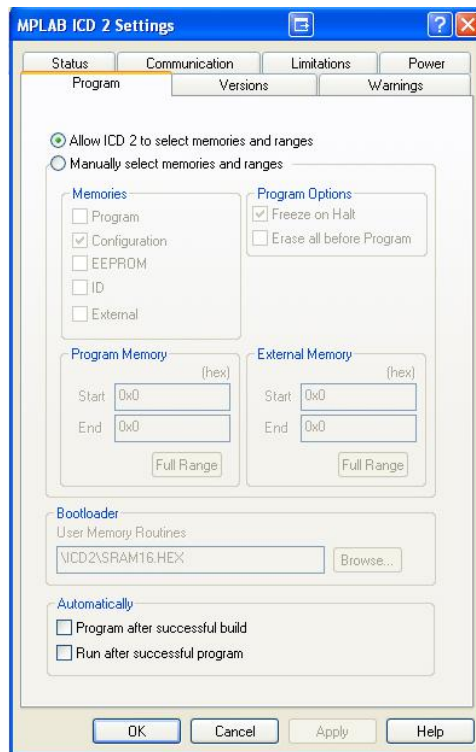 MPLAB ICD 2 Settings
Status Communication Limitations Power
Program Versions Warnings
Allow ICD 2 to select memories and ranges
Manually select memories and ranges
Memories
Program
Configuration
EEPROM
ID
External
Program Options
Freeze on Halt
Erase all before Program
Program Memory
(hex)
Start 0x0
End 0x0
Full Range
External Memory
(hex)
Start 0x0
End 0x0
Full Range
Bootloader
User Memory Routines
\ICD2\SRAM16.HEX Browse...
Automatically
Program after successful build
Run after successful program
OK Cancel Apply Help